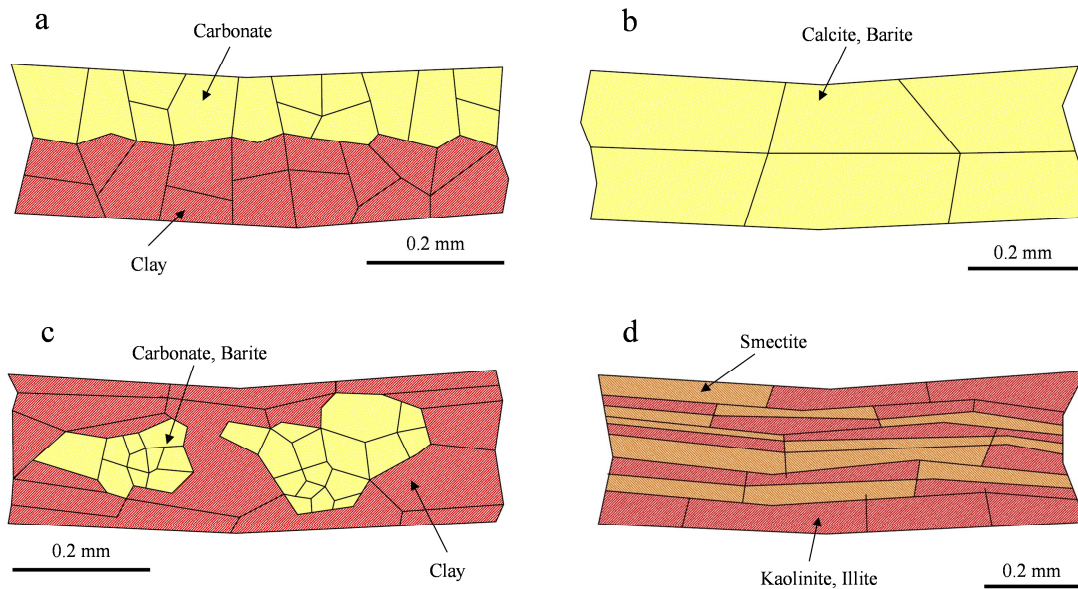 a
Carbonate
Clay
0.2 mm
b
Calcite, Barite
0.2 mm
c
Carbonate, Barite
0.2 mm
Clay
d
Smectite
Kaolinite, Illite
0.2 mm